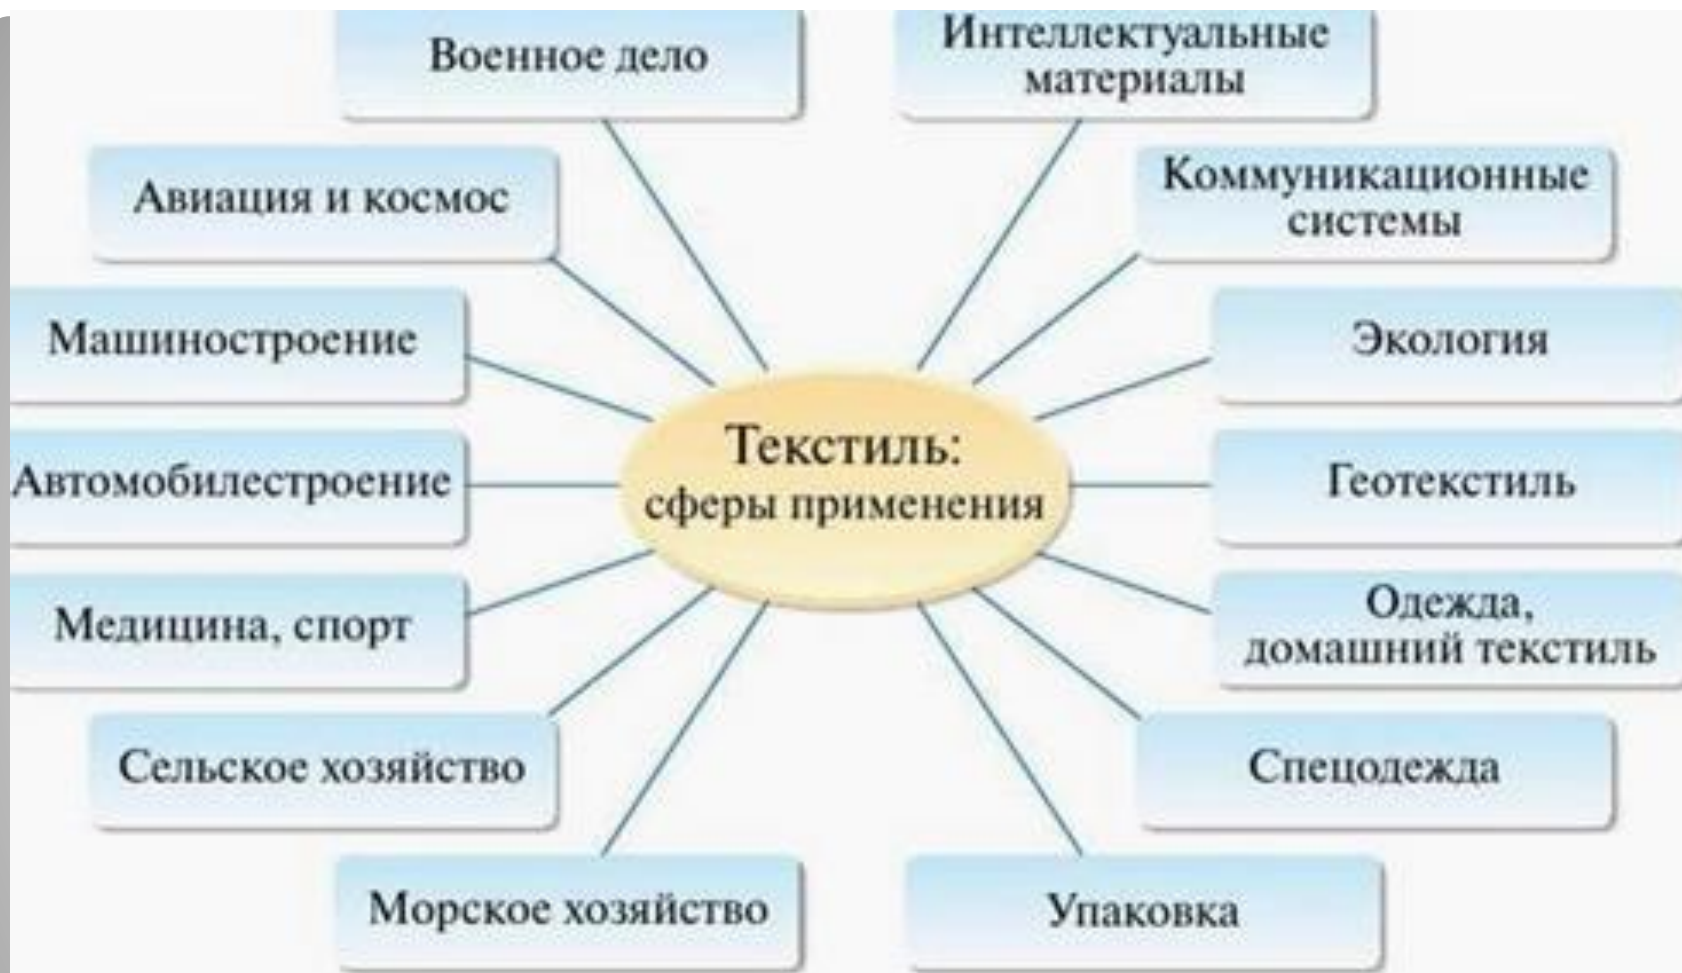 Военное дело
Интеллектуальные
материалы
Авиация и космос
Коммуникационные
системы
Машиностроение
Экология
Текстиль:
сферы применения
Автомобилестроение
Геотекстиль
Медицина, спорт
Одежда,
домашний текстиль
Сельское хозяйство
Спецодежда
Морское хозяйство
Упаковка